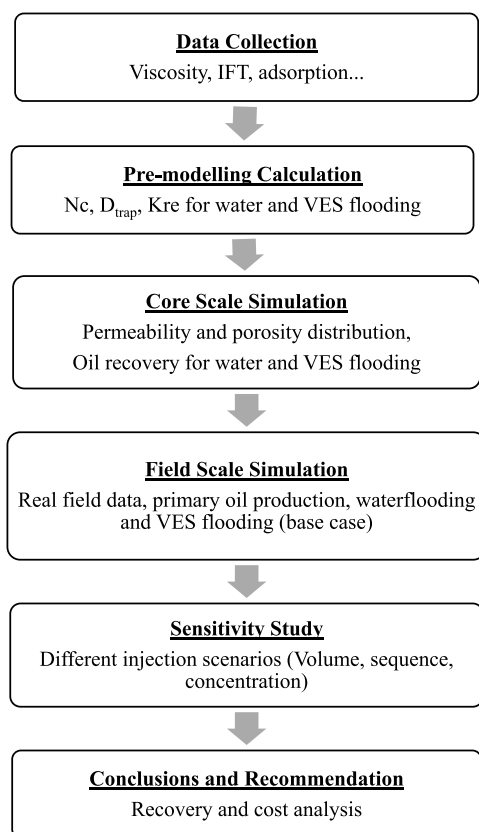 Data Collection
Viscosity, IFT, adsorption...
Pre-modelling Calculation
Nc, Dtrap, Kre for water and VES flooding
Core Scale Simulation
Permeability and porosity distribution,
Oil recovery for water and VES flooding
Field Scale Simulation
Real field data, primary oil production, waterflooding
and VES flooding (base case)
Sensitivity Study
Different injection scenarios (Volume, sequence,
concentration)
Conclusions and Recommendation
Recovery and cost analysis